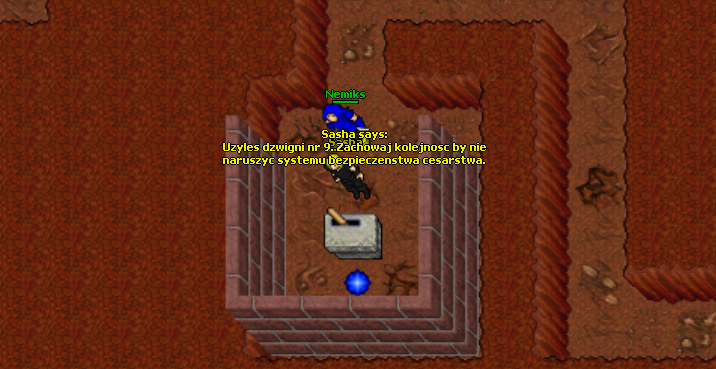 Nemiks
Sasha says:
Uzyles dzwigni nr 9.Zachowaj kolejnosc by nie
naruszyc systemu bezpieczenstwa cesarstwa.